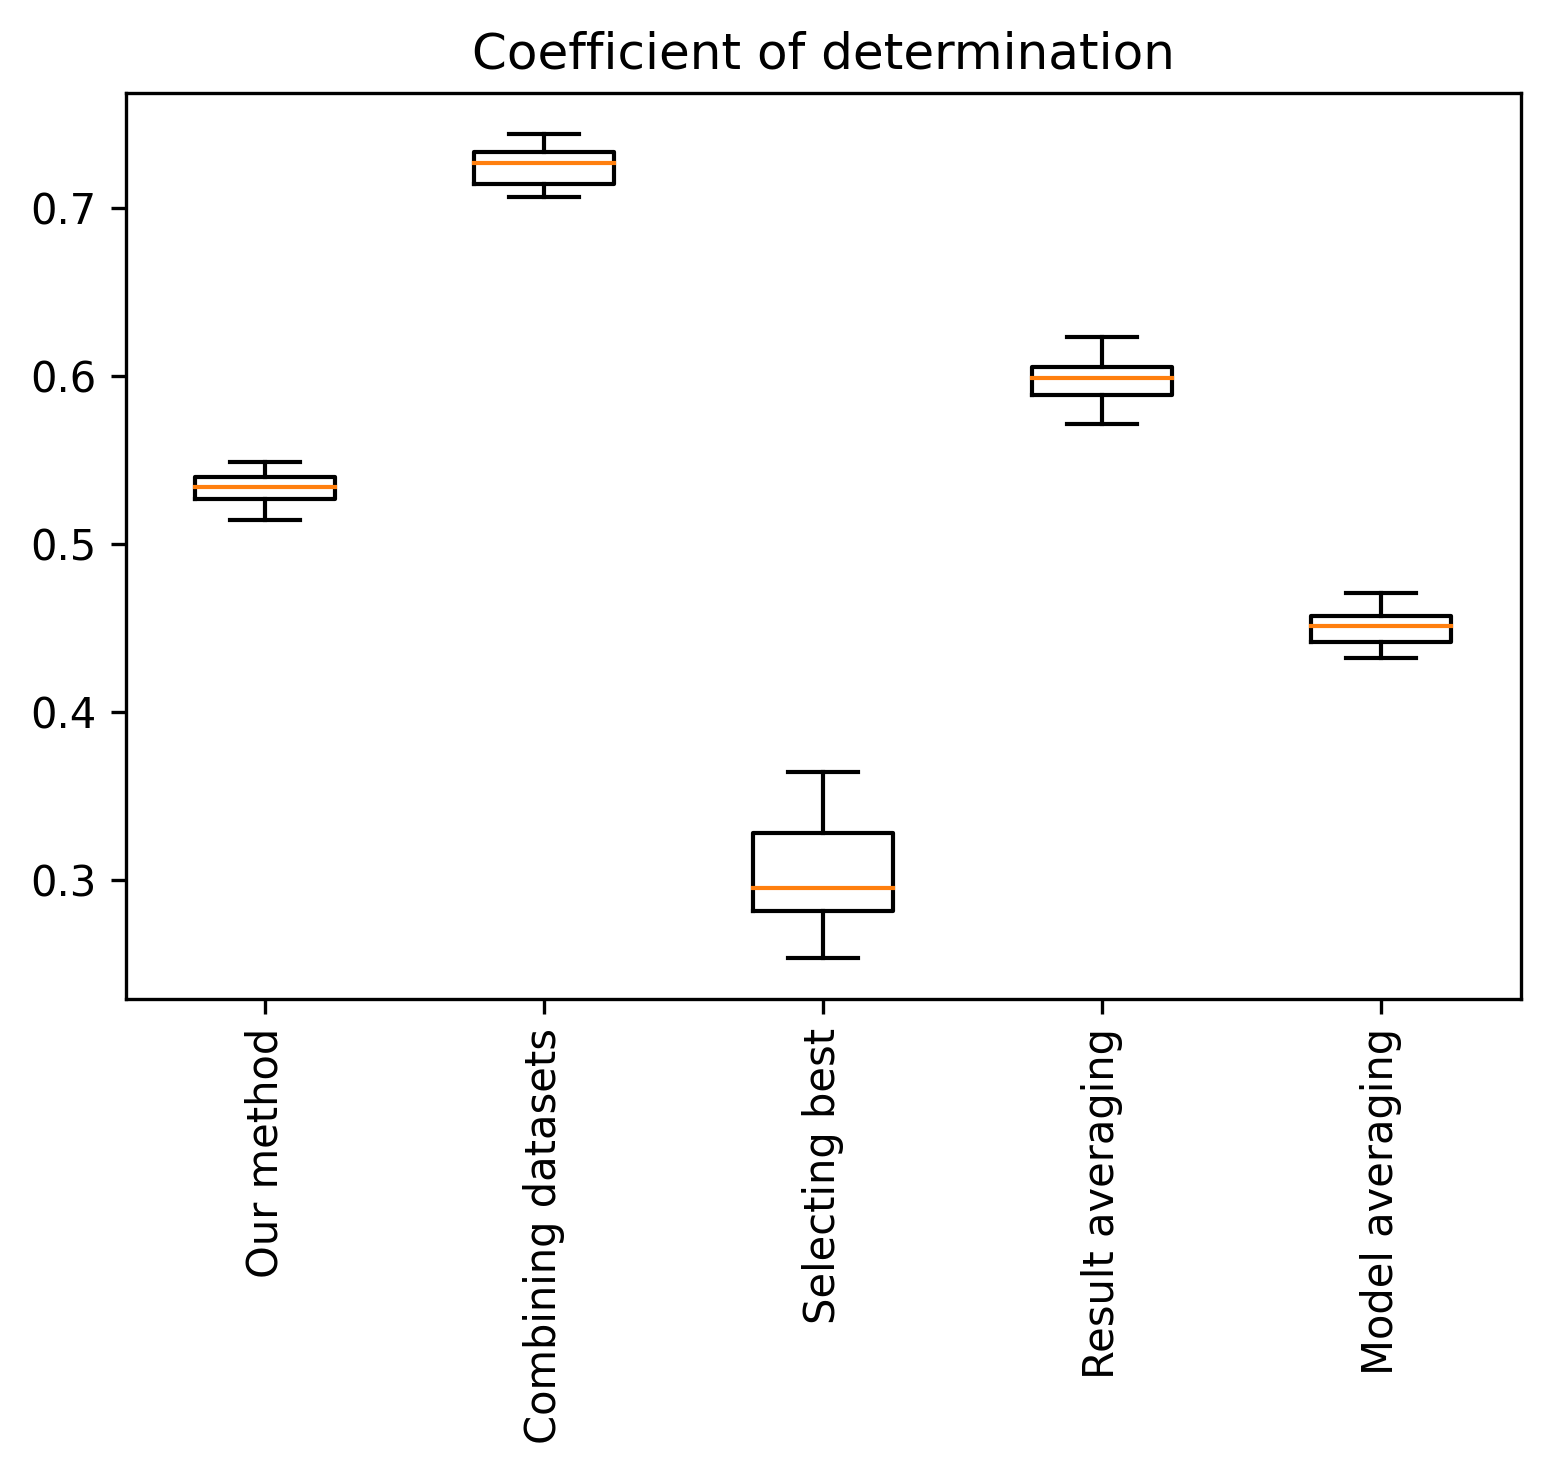 Coefficient of determination
0.7
0.6
0.5
0.4
0.3
Our method
Combining datasets
Selecting best
Result averaging
Model averaging